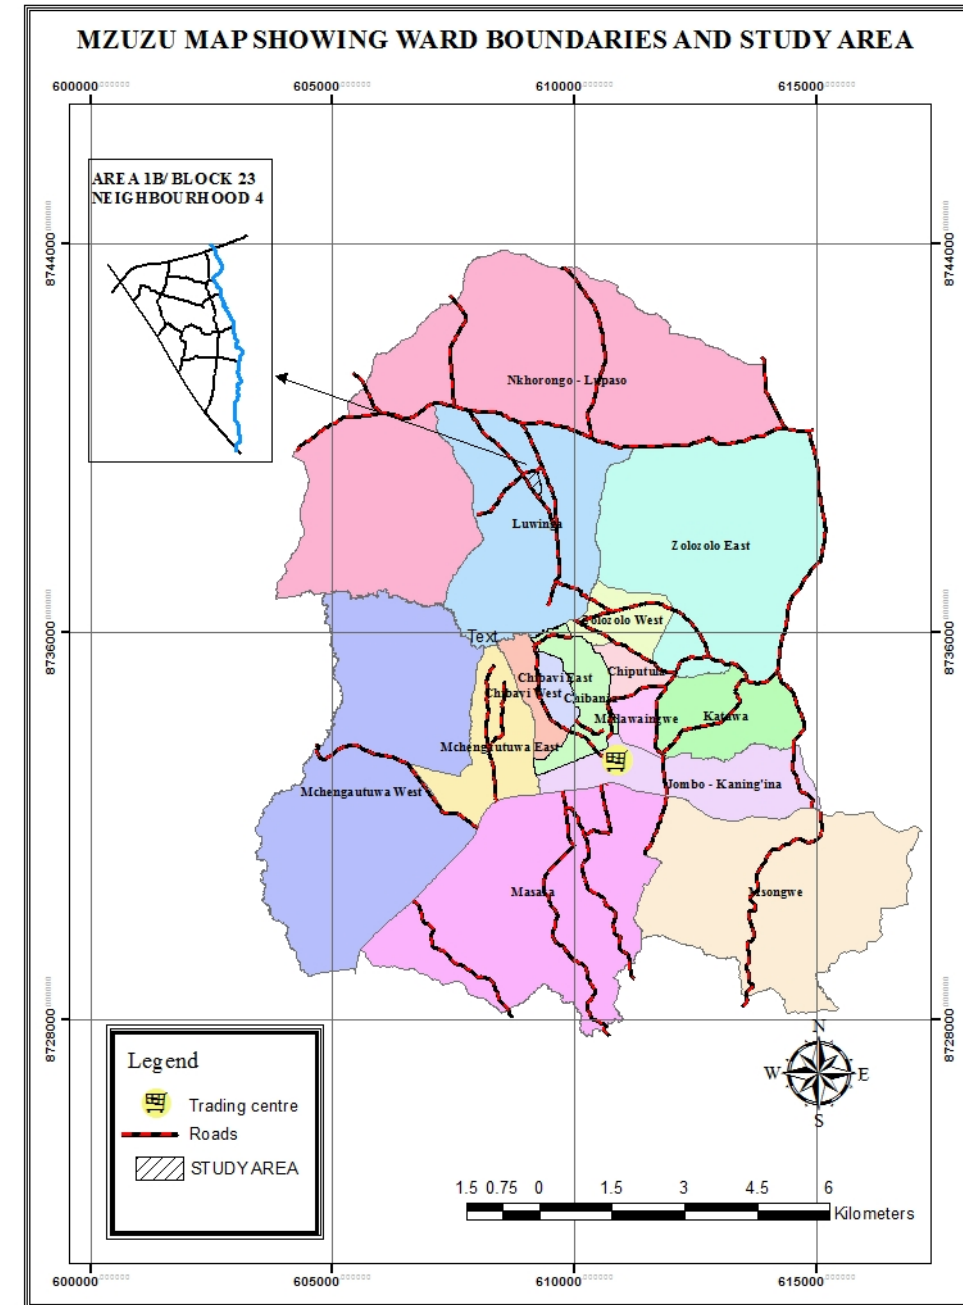 MZUZU MAP SHOWING WARD BOUNDARIES AND STUDY AREA
600000 605000 610000 615000
AREA 1B/ BLOCK 23
NEIGHBOURHOOD 4
8744000 8744000
Nkhorongo - Lupaso
Luwinga
Zolozolo East
Zolozolo West
8736000 8736000
Text
Chiputula
Chibavi East
Chibavi West
Chibanja
Katawa
Mchengautuwa East
Jombo - Kaning'ina
Mchengautuwa West
Masasa
Msongwe
8728000 8728000
N
W E
S
Legend
Trading centre
Roads
STUDY AREA
1.5 0.75 0 1.5 3 4.5 6
Kilometers
600000 605000 610000 615000